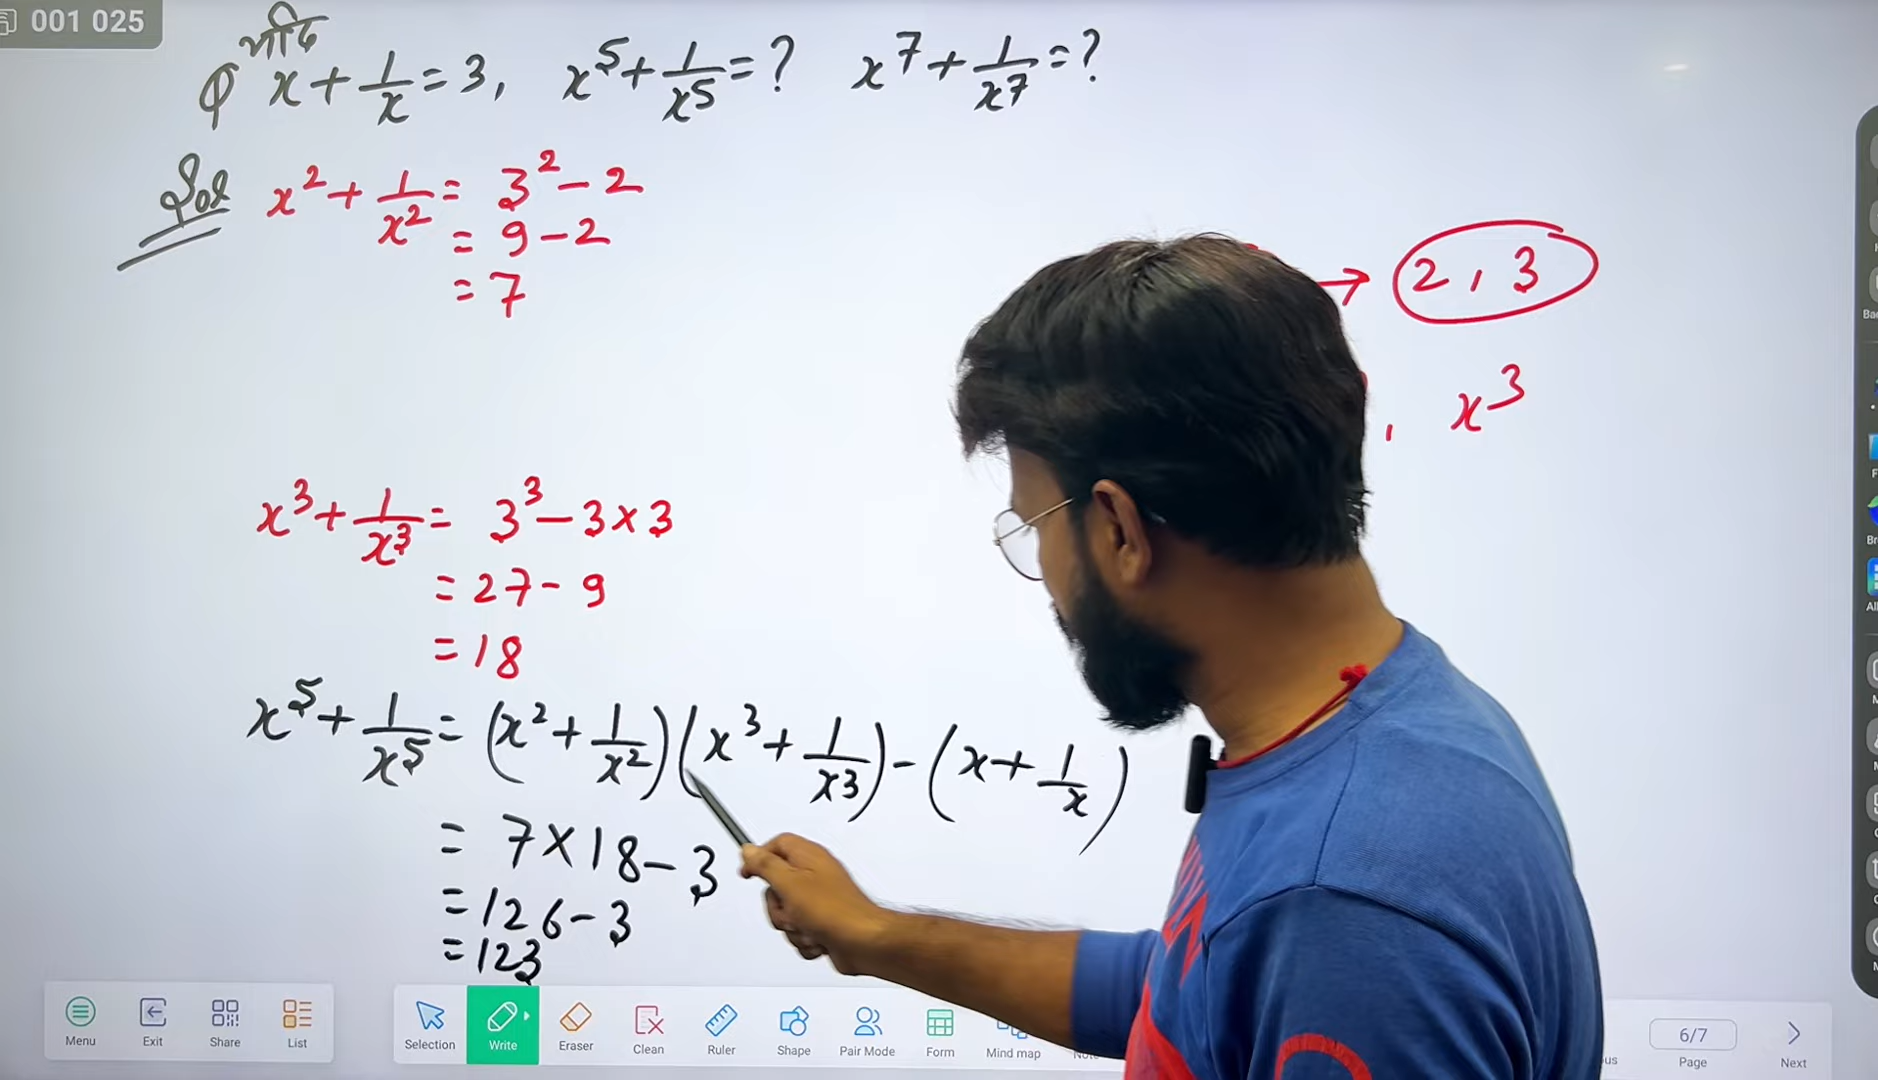 001 025
यदि
Q x + 1/x = 3, x⁵ + 1/x⁵ = ? x⁷ + 1/x⁷ = ?
Sol x² + 1/x² = 3² - 2
= 9 - 2
= 7
→ 2, 3
, x³
x³ + 1/x³ = 3³ - 3 × 3
= 27 - 9
= 18
x⁵ + 1/x⁵ = (x² + 1/x²)(x³ + 1/x³) - (x + 1/x)
= 7 × 18 - 3
= 126 - 3
= 123
Menu Exit Share List Selection Write Eraser Clean Ruler Shape Pair Mode Form Mind map 6/7 Page Next